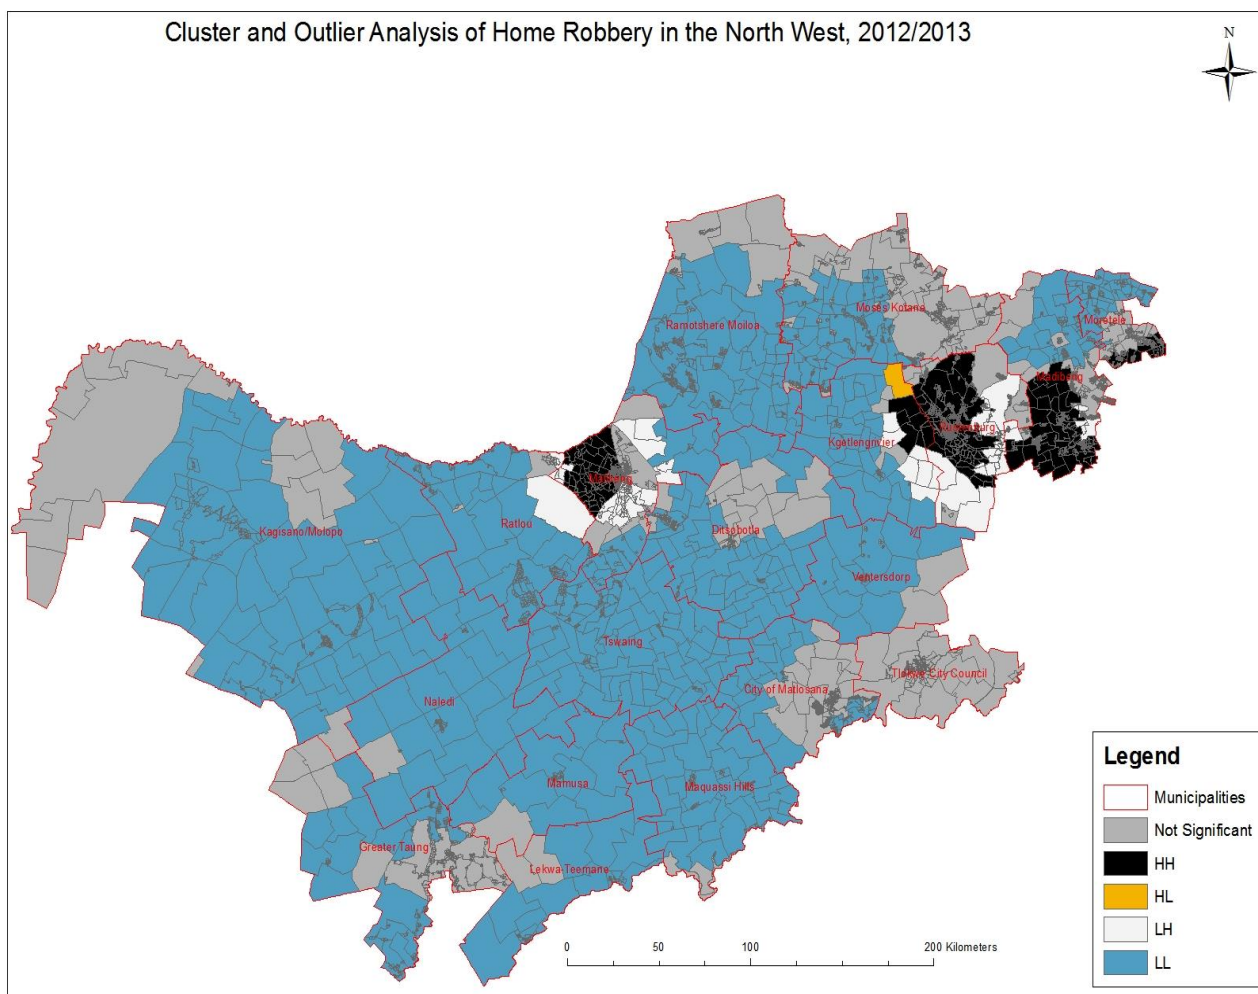 Cluster and Outlier Analysis of Home Robbery in the North West, 2012/2013
N
Ramotshere Moiloa
Moses Kotane
Moretele
Madibeng
Rustenburg
Kgetlengrivier
Mafikeng
Ratlou
Ditsobotla
Kagisano/Molopo
Ventersdorp
Tswaing
Tlokwe City Council
City of Matlosana
Naledi
Mamusa
Maquassi Hills
Greater Taung
Lekwa-Teemane
0 50 100 200 Kilometers
Legend
Municipalities
Not Significant
HH
HL
LH
LL